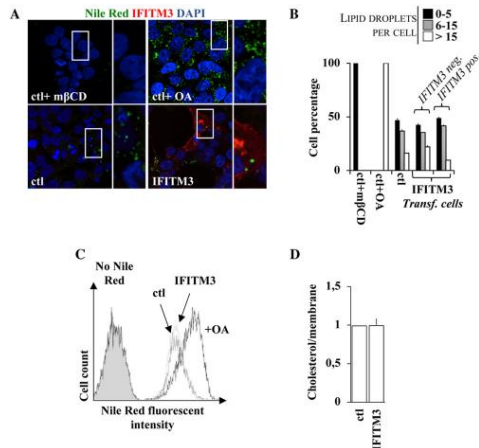 A
Nile Red IFITM3 DAPI
ctl+ mβCD
ctl+ OA
ctl
IFITM3
B
LIPID DROPLETS
PER CELL
0-5
6-15
> 15
IFITM3 neg.
IFITM3 pos
Cell percentage
100
50
0
ctl+mβCD
ctl+OA
ctl
IFITM3
Transf. cells
C
No Nile
Red
ctl
IFITM3
+OA
Cell count
Nile Red fluorescent
intensity
D
Cholesterol/membrane
1,5
1
0,5
0
ctl
IFITM3